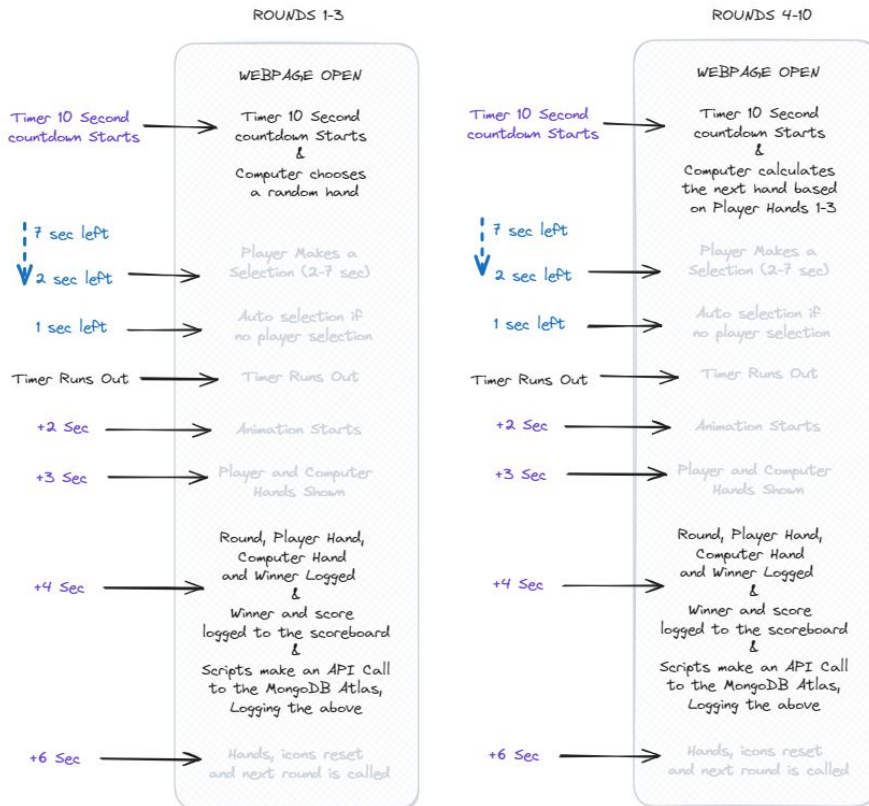 ROUNDS 1-3
WEBPAGE OPEN
Timer 10 Second
countdown Starts
Timer 10 Second
countdown Starts
&
Computer chooses
a random hand
7 sec left
2 sec left
Player Makes a
Selection (2-7 sec)
1 sec left
Auto selection if
no player selection
Timer Runs Out
Timer Runs Out
+2 Sec
Animation Starts
+3 Sec
Player and Computer
Hands Shown
+4 Sec
Round, Player Hand,
Computer Hand
and Winner Logged
&
Winner and score
logged to the scoreboard
&
Scripts make an API Call
to the MongoDB Atlas,
Logging the above
+6 Sec
Hands, icons reset
and next round is called
ROUNDS 4-10
WEBPAGE OPEN
Timer 10 Second
countdown Starts
Timer 10 Second
countdown Starts
&
Computer calculates
the next hand based
on Player Hands 1-3
7 sec left
2 sec left
Player Makes a
Selection (2-7 sec)
1 sec left
Auto selection if
no player selection
Timer Runs Out
Timer Runs Out
+2 Sec
Animation Starts
+3 Sec
Player and Computer
Hands Shown
+4 Sec
Round, Player Hand,
Computer Hand
and Winner Logged
&
Winner and score
logged to the scoreboard
&
Scripts make an API Call
to the MongoDB Atlas,
Logging the above
+6 Sec
Hands, icons reset
and next round is called